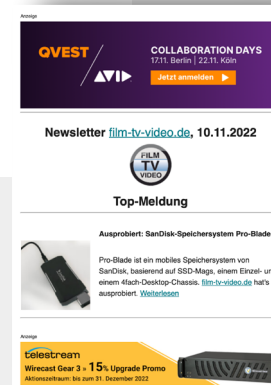 Anzeige
QVEST
AVID
COLLABORATION DAYS
17.11. Berlin | 22.11. Köln
Jetzt anmelden
Newsletter film-tv-video.de, 10.11.2022
FILM
TV
VIDEO
Top-Meldung
Ausprobiert: SanDisk-Speichersystem Pro-Blade
Pro-Blade ist ein mobiles Speichersystem von
SanDisk, basierend auf SSD-Mags, einem Einzel- un
einem 4fach-Desktop-Chassis. film-tv-video.de hat's
ausprobiert. Weiterlesen
Anzeige
telestream
Wirecast Gear 3 » 15% Upgrade Promo
Aktionszeitraum: bis zum 31. Dezember 2022